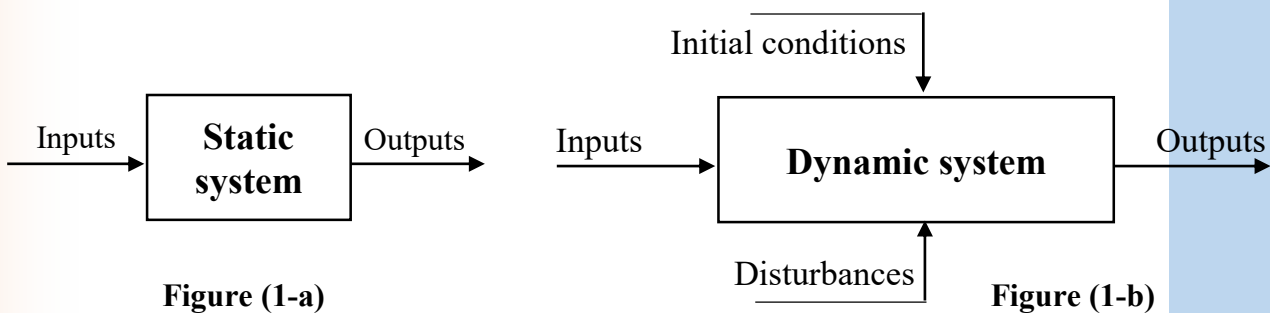 Inputs
Static
system
Outputs
Figure (1-a)
Initial conditions
Inputs
Dynamic system
Outputs
Disturbances
Figure (1-b)